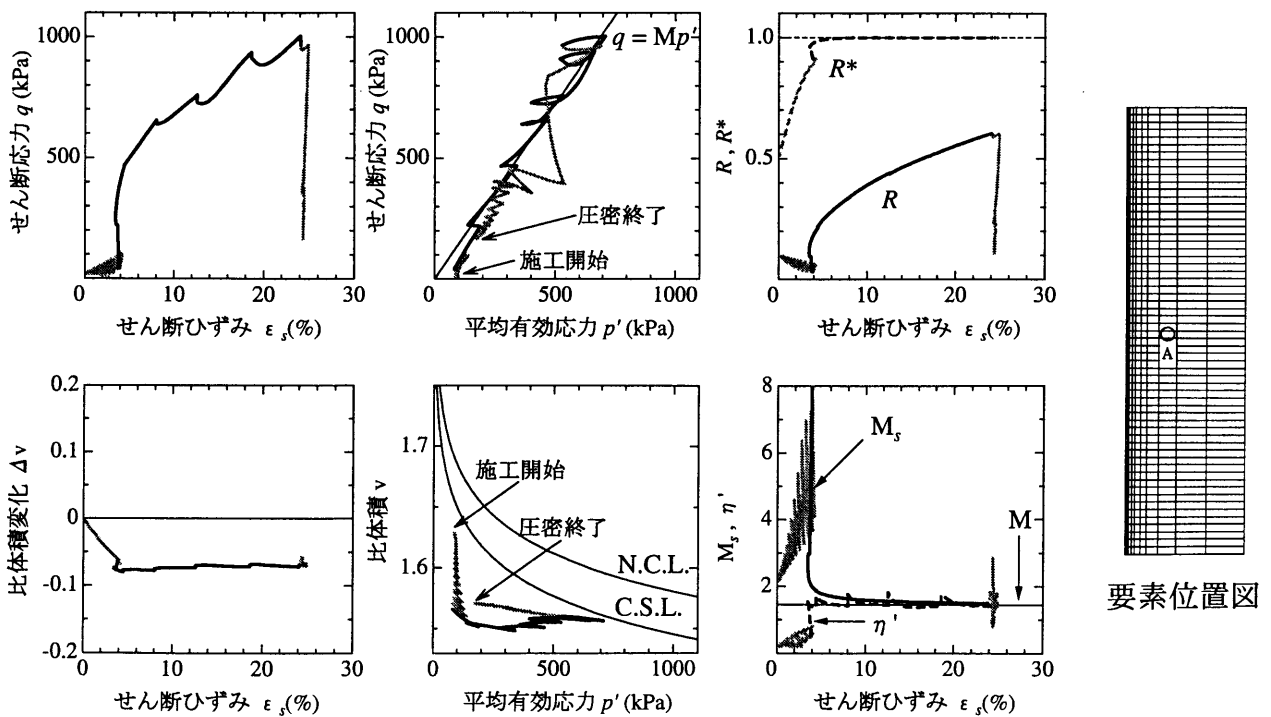 せん断応力 q (kPa)
1000
500
0
10
20
30
せん断ひずみ ε s(%)
せん断応力 q (kPa)
1000
500
0
500
1000
q = Mp'
圧密終了
施工開始
平均有効応力 p' (kPa)
R , R*
1.0
0.5
0
10
20
30
R*
R
せん断ひずみ ε s(%)
A
要素位置図
比体積変化 Δv
0.2
0.1
0
-0.1
-0.2
0
10
20
30
せん断ひずみ ε s(%)
比体積 v
1.7
1.6
0
500
1000
施工開始
圧密終了
N.C.L.
C.S.L.
平均有効応力 p' (kPa)
Ms , η'
8
6
4
2
0
0
10
20
30
Ms
M
η'
せん断ひずみ ε s(%)